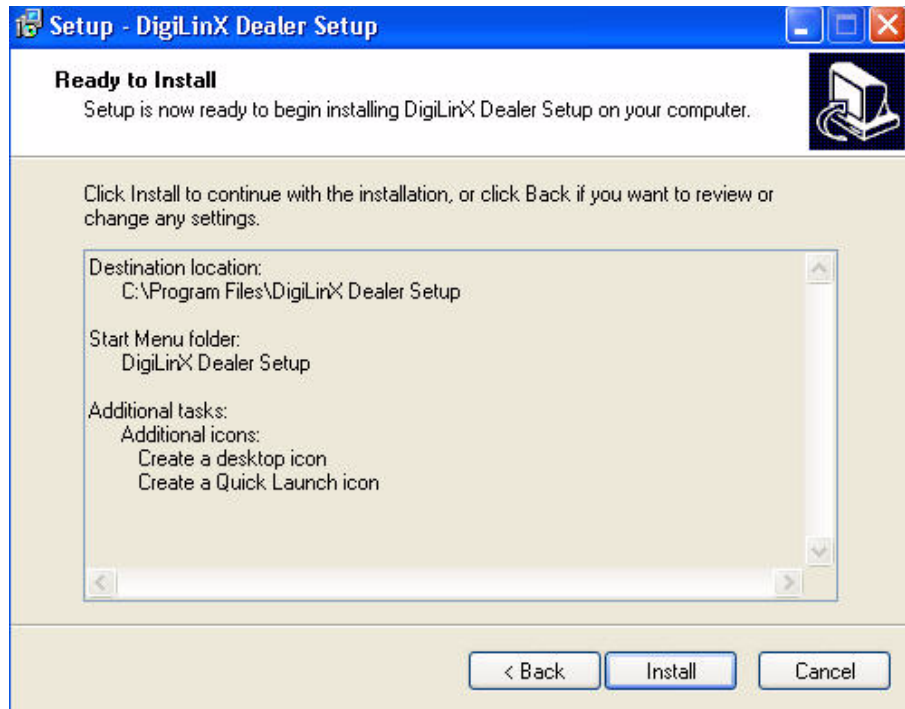 Setup - DigiLinX Dealer Setup
Ready to Install
Setup is now ready to begin installing DigiLinX Dealer Setup on your computer.
Click Install to continue with the installation, or click Back if you want to review or
change any settings.
Destination location:
C:\Program Files\DigiLinX Dealer Setup
Start Menu folder:
DigiLinX Dealer Setup
Additional tasks:
Additional icons:
Create a desktop icon
Create a Quick Launch icon
< Back
Install
Cancel